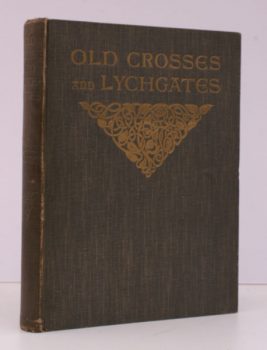 OLD CROSSES
AND LYCHGATES